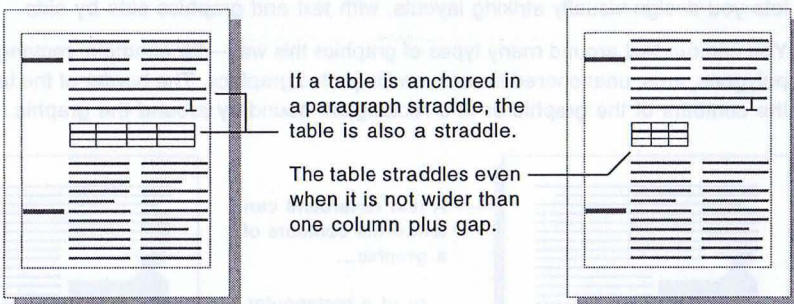 If a table is anchored in
a paragraph straddle, the
table is also a straddle.
The table straddles even
when it is not wider than
one column plus gap.